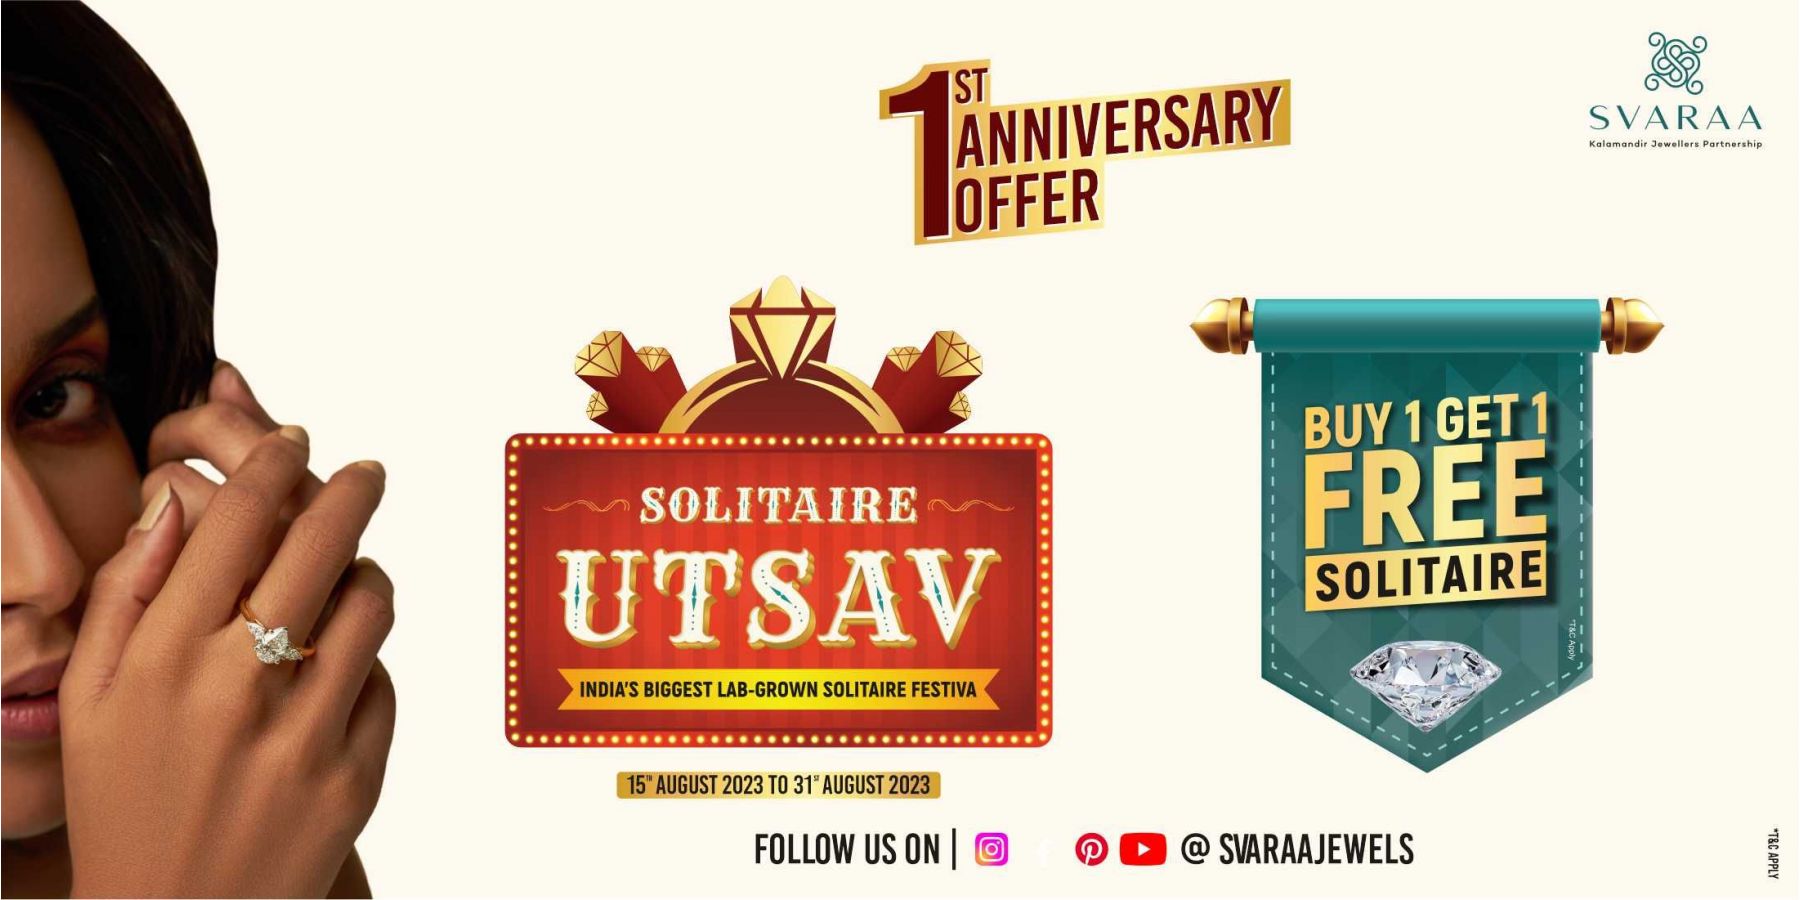 1ST
ANNIVERSARY
OFFER
SVARAA
Kalamandir Jewellers Partnership
SOLITAIRE
UTSAV
INDIA'S BIGGEST LAB-GROWN SOLITAIRE FESTIVA
15TH AUGUST 2023 TO 31ST AUGUST 2023
BUY 1 GET 1
FREE
SOLITAIRE
*T&C Apply
FOLLOW US ON | @ SVARAAJEWELS
*T&C APPLY